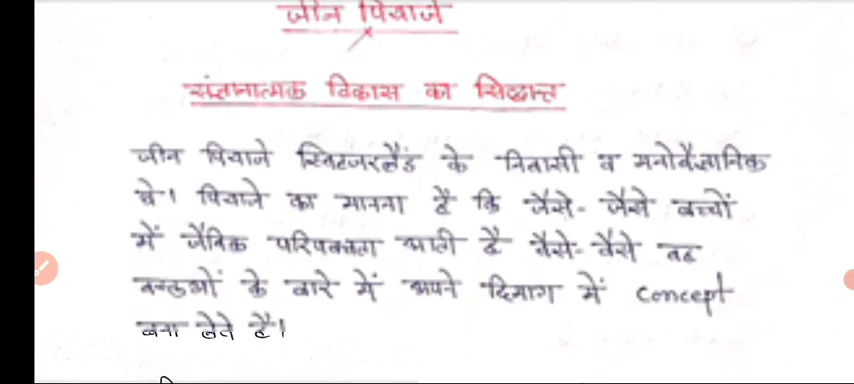 जीन पियाजे
संज्ञानात्मक विकास का सिद्धान्त
जीन पियाजे स्विटजरलैंड के निवासी व मनोवैज्ञानिक
थे। पियाजे का मानना है कि जैसे-जैसे बच्चों
में जैविक परिपक्वता आती है वैसे-वैसे वह
वस्तुओं के बारे में अपने दिमाग में concept
बना लेते है।